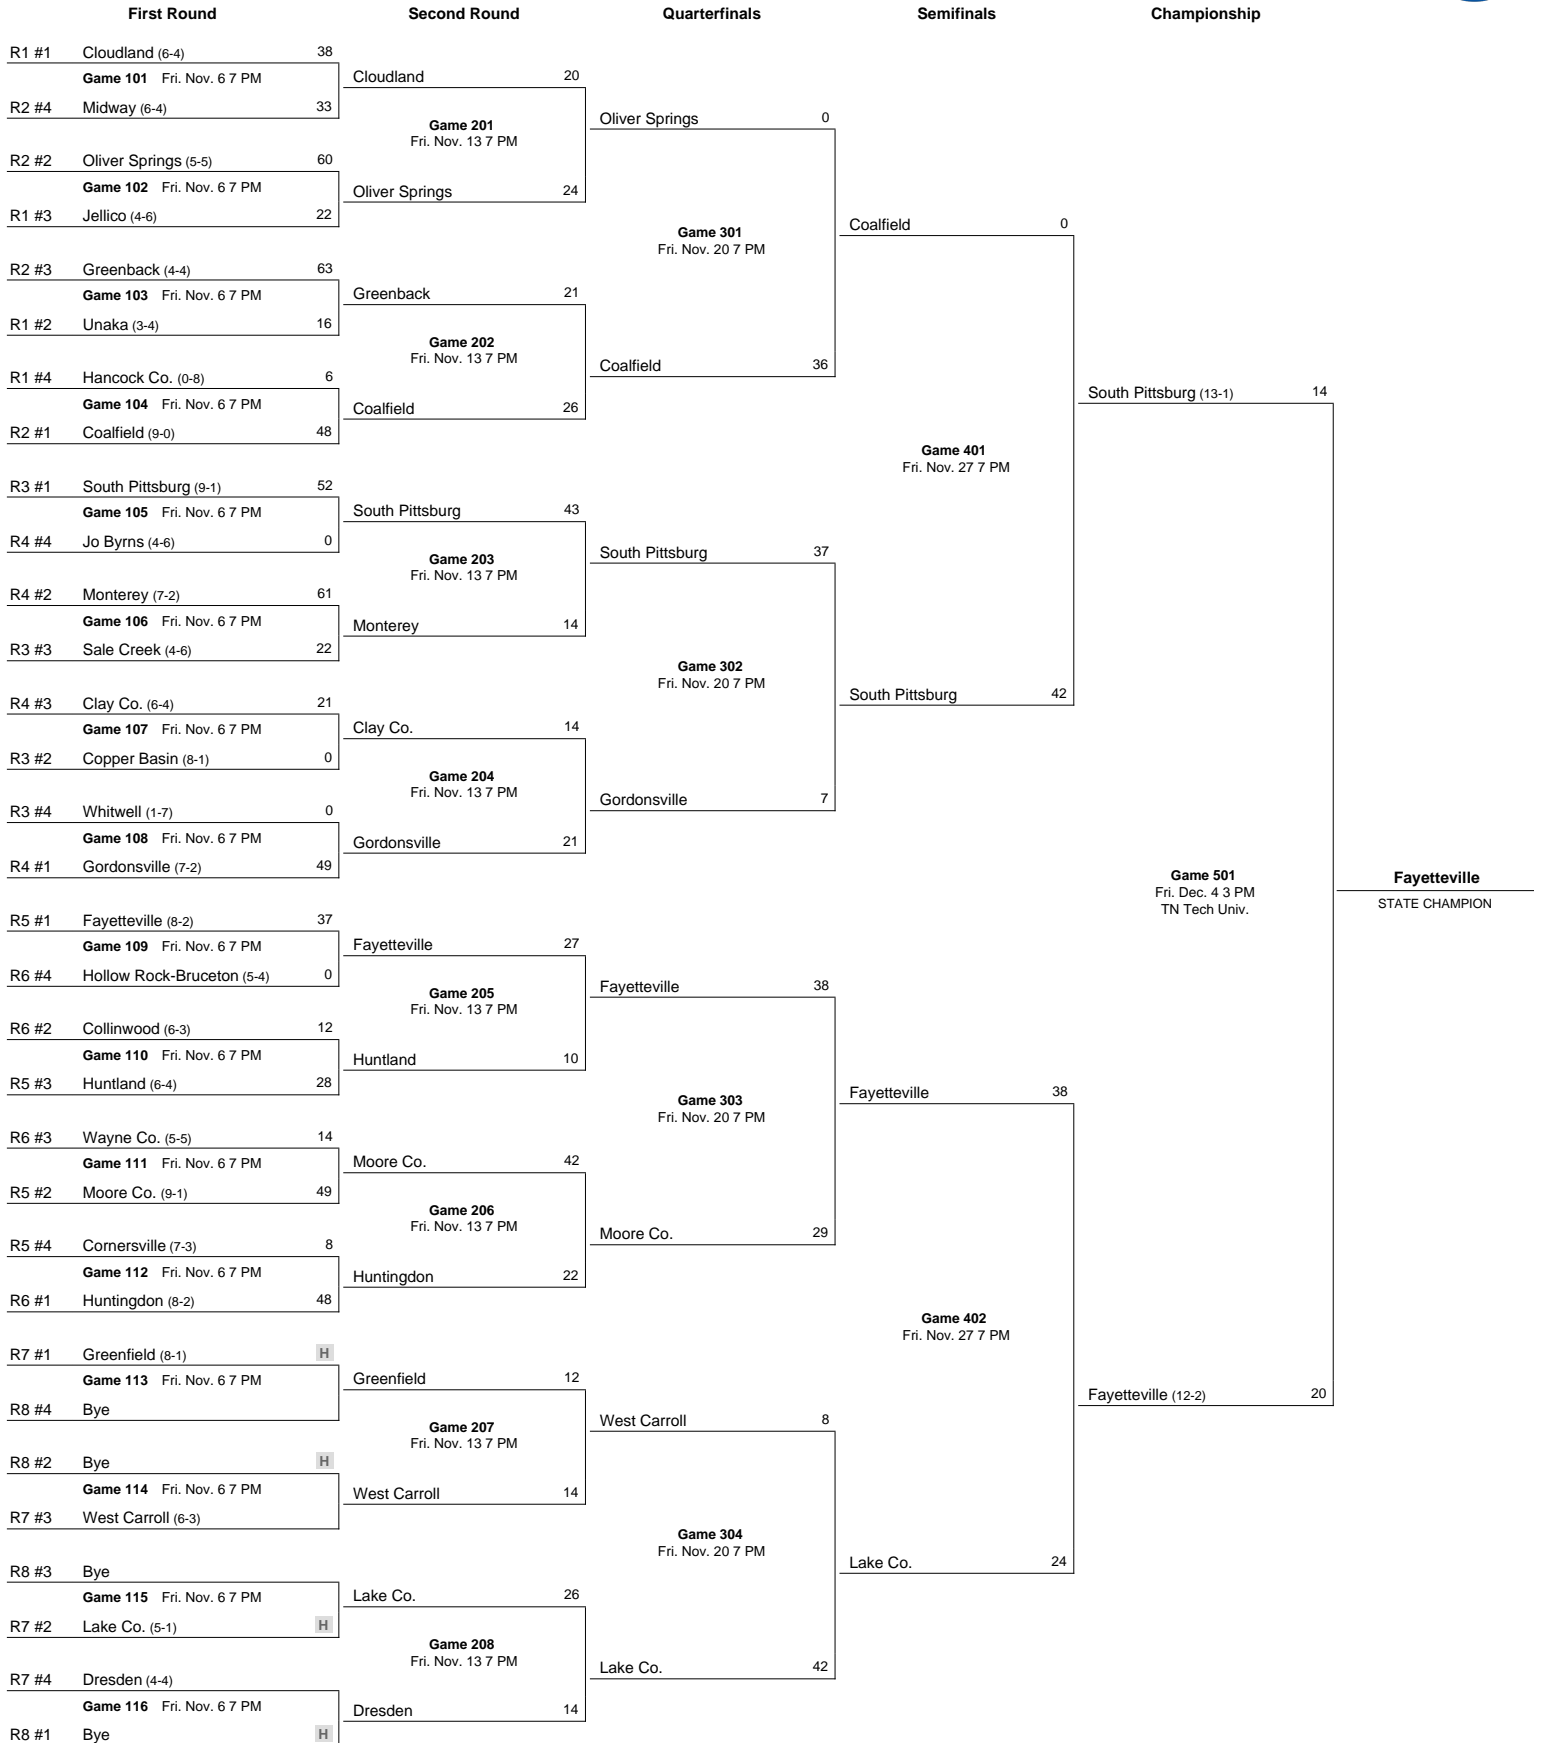 First Round Second Round Quarterfinals Semifinals Championship
R1 #1 Cloudland (6-4) 38
Game 101 Fri. Nov. 6 7 PM
R2 #4 Midway (6-4) 33
R2 #2 Oliver Springs (5-5) 60
Game 102 Fri. Nov. 6 7 PM
R1 #3 Jellico (4-6) 22
R2 #3 Greenback (4-4) 63
Game 103 Fri. Nov. 6 7 PM
R1 #2 Unaka (3-4) 16
R1 #4 Hancock Co. (0-8) 6
Game 104 Fri. Nov. 6 7 PM
R2 #1 Coalfield (9-0) 48
R3 #1 South Pittsburg (9-1) 52
Game 105 Fri. Nov. 6 7 PM
R4 #4 Jo Byrns (4-6) 0
R4 #2 Monterey (7-2) 61
Game 106 Fri. Nov. 6 7 PM
R3 #3 Sale Creek (4-6) 22
R4 #3 Clay Co. (6-4) 21
Game 107 Fri. Nov. 6 7 PM
R3 #2 Copper Basin (8-1) 0
R3 #4 Whitwell (1-7) 0
Game 108 Fri. Nov. 6 7 PM
R4 #1 Gordonsville (7-2) 49
R5 #1 Fayetteville (8-2) 37
Game 109 Fri. Nov. 6 7 PM
R6 #4 Hollow Rock-Bruceton (5-4) 0
R6 #2 Collinwood (6-3) 12
Game 110 Fri. Nov. 6 7 PM
R5 #3 Huntland (6-4) 28
R6 #3 Wayne Co. (5-5) 14
Game 111 Fri. Nov. 6 7 PM
R5 #2 Moore Co. (9-1) 49
R5 #4 Cornersville (7-3) 8
Game 112 Fri. Nov. 6 7 PM
R6 #1 Huntingdon (8-2) 48
R7 #1 Greenfield (8-1) H
Game 113 Fri. Nov. 6 7 PM
R8 #4 Bye
R8 #2 Bye H
Game 114 Fri. Nov. 6 7 PM
R7 #3 West Carroll (6-3)
R8 #3 Bye
Game 115 Fri. Nov. 6 7 PM
R7 #2 Lake Co. (5-1) H
R7 #4 Dresden (4-4)
Game 116 Fri. Nov. 6 7 PM
R8 #1 Bye H
Cloudland 20
Game 201
Fri. Nov. 13 7 PM
Oliver Springs 24
Greenback 21
Game 202
Fri. Nov. 13 7 PM
Coalfield 26
South Pittsburg 43
Game 203
Fri. Nov. 13 7 PM
Monterey 14
Clay Co. 14
Game 204
Fri. Nov. 13 7 PM
Gordonsville 21
Fayetteville 27
Game 205
Fri. Nov. 13 7 PM
Huntland 10
Moore Co. 42
Game 206
Fri. Nov. 13 7 PM
Huntingdon 22
Greenfield 12
Game 207
Fri. Nov. 13 7 PM
West Carroll 14
Lake Co. 26
Game 208
Fri. Nov. 13 7 PM
Dresden 14
Oliver Springs 0
Game 301
Fri. Nov. 20 7 PM
Coalfield 36
South Pittsburg 37
Game 302
Fri. Nov. 20 7 PM
Gordonsville 7
Fayetteville 38
Game 303
Fri. Nov. 20 7 PM
Moore Co. 29
West Carroll 8
Game 304
Fri. Nov. 20 7 PM
Lake Co. 42
Coalfield 0
Game 401
Fri. Nov. 27 7 PM
South Pittsburg 42
Fayetteville 38
Game 402
Fri. Nov. 27 7 PM
Lake Co. 24
South Pittsburg (13-1) 14
Game 501
Fri. Dec. 4 3 PM
TN Tech Univ.
Fayetteville (12-2) 20
Fayetteville
STATE CHAMPION